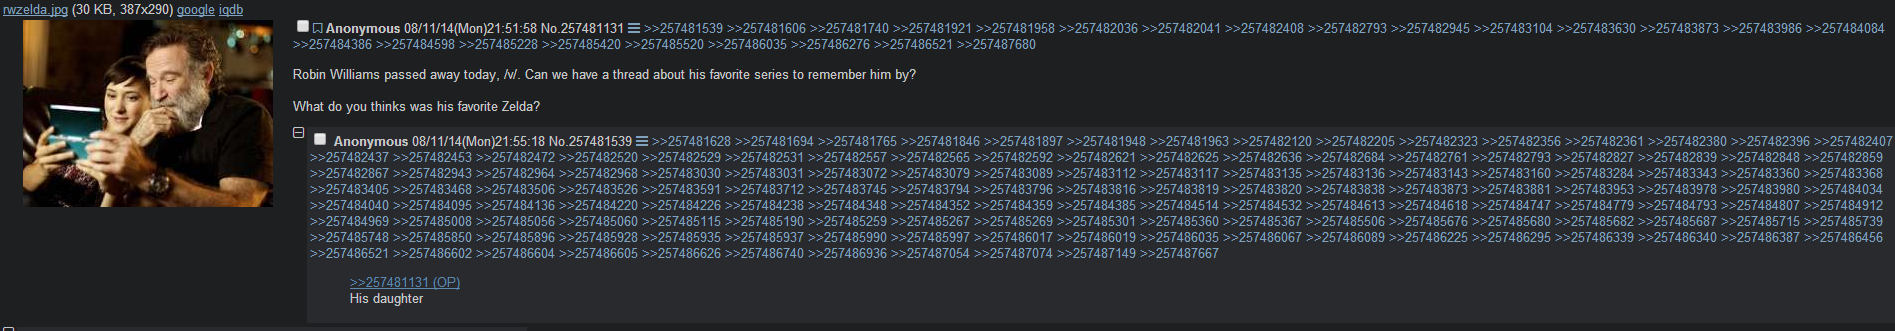 rwzelda.jpg (30 KB, 387x290) google iqdb
Anonymous 08/11/14(Mon)21:51:58 No.257481131 >>257481539 >>257481606 >>257481740 >>257481921 >>257481958 >>257482036 >>257482041 >>257482408 >>257482793 >>257482945 >>257483104 >>257483630 >>257483873 >>257483986 >>257484084
>>257484386 >>257484598 >>257485228 >>257485420 >>257485520 >>257486035 >>257486276 >>257486521 >>257487680
Robin Williams passed away today, /v/. Can we have a thread about his favorite series to remember him by?
What do you thinks was his favorite Zelda?
Anonymous 08/11/14(Mon)21:55:18 No.257481539 >>257481628 >>257481694 >>257481765 >>257481846 >>257481897 >>257481948 >>257481963 >>257482120 >>257482205 >>257482323 >>257482356 >>257482361 >>257482380 >>257482396 >>257482407
>>257482437 >>257482453 >>257482472 >>257482520 >>257482529 >>257482531 >>257482557 >>257482565 >>257482592 >>257482621 >>257482625 >>257482636 >>257482684 >>257482761 >>257482793 >>257482827 >>257482839 >>257482848 >>257482859
>>257482867 >>257482943 >>257482964 >>257482968 >>257483030 >>257483031 >>257483072 >>257483079 >>257483089 >>257483112 >>257483117 >>257483135 >>257483136 >>257483143 >>257483160 >>257483284 >>257483343 >>257483360 >>257483368
>>257483405 >>257483468 >>257483506 >>257483526 >>257483591 >>257483712 >>257483745 >>257483794 >>257483796 >>257483816 >>257483819 >>257483820 >>257483838 >>257483873 >>257483881 >>257483953 >>257483978 >>257483980 >>257484034
>>257484040 >>257484095 >>257484136 >>257484220 >>257484226 >>257484238 >>257484348 >>257484352 >>257484359 >>257484385 >>257484514 >>257484532 >>257484613 >>257484618 >>257484747 >>257484779 >>257484793 >>257484807 >>257484912
>>257484969 >>257485008 >>257485056 >>257485060 >>257485115 >>257485190 >>257485259 >>257485267 >>257485269 >>257485301 >>257485360 >>257485367 >>257485506 >>257485676 >>257485680 >>257485682 >>257485687 >>257485715 >>257485739
>>257485748 >>257485850 >>257485896 >>257485928 >>257485935 >>257485937 >>257485990 >>257485997 >>257486017 >>257486019 >>257486035 >>257486067 >>257486089 >>257486225 >>257486295 >>257486339 >>257486340 >>257486387 >>257486456
>>257486521 >>257486602 >>257486604 >>257486605 >>257486626 >>257486740 >>257486936 >>257487054 >>257487074 >>257487149 >>257487667
>>257481131 (OP)
His daughter